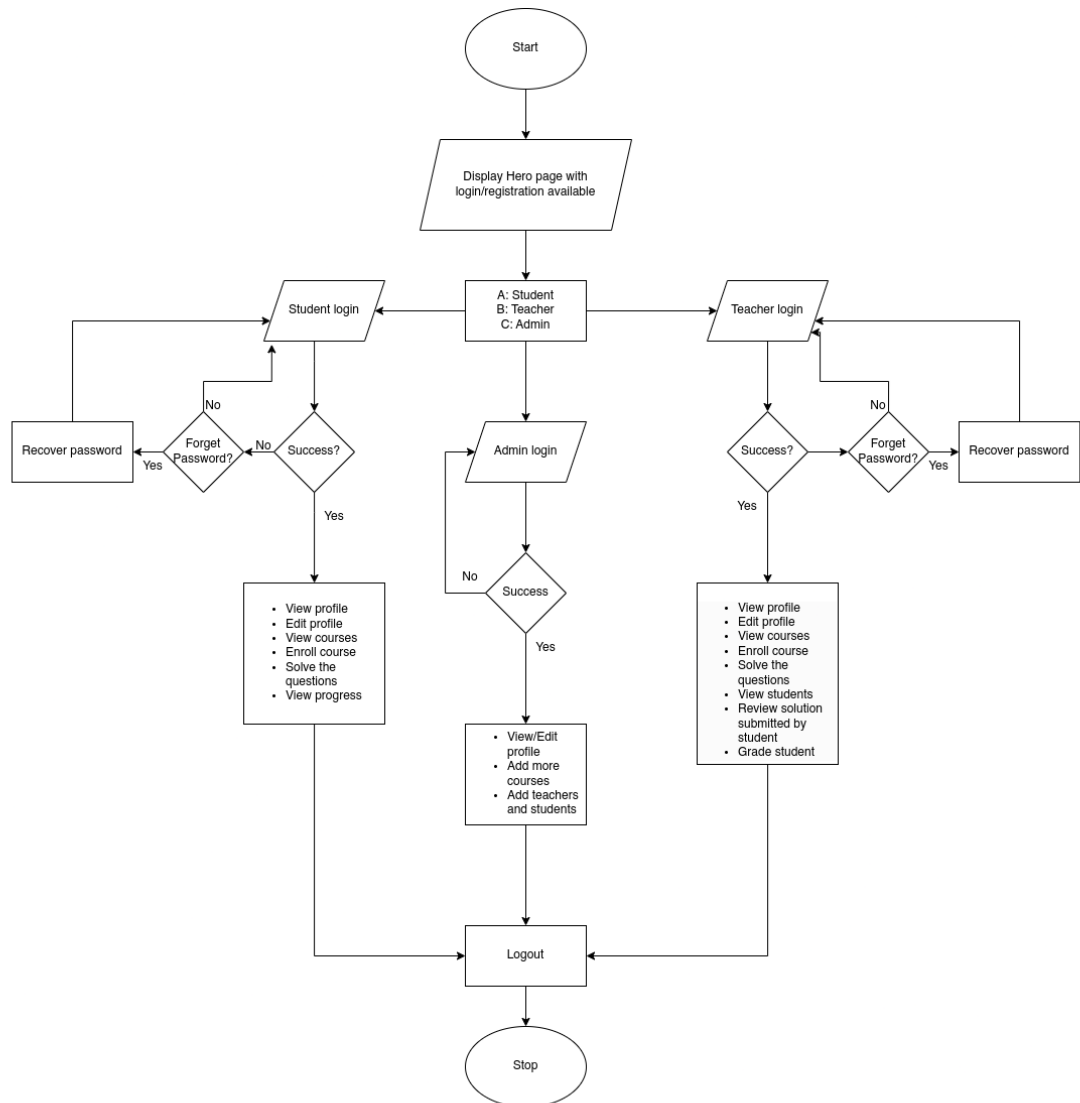 Start
Display Hero page with
login/registration available
A: Student
B: Teacher
C: Admin
Student login
Teacher login
No
Recover password
Yes
Forget
Password?
No
Success?
Yes
Admin login
No
Success
Yes
Success?
Yes
No
Forget
Password?
Yes
Recover password
• View profile
• Edit profile
• View courses
• Enroll course
• Solve the
questions
• View progress
• View/Edit
profile
• Add more
courses
• Add teachers
and students
• View profile
• Edit profile
• View courses
• Enroll course
• Solve the
questions
• View students
• Review solution
submitted by
student
• Grade student
Logout
Stop